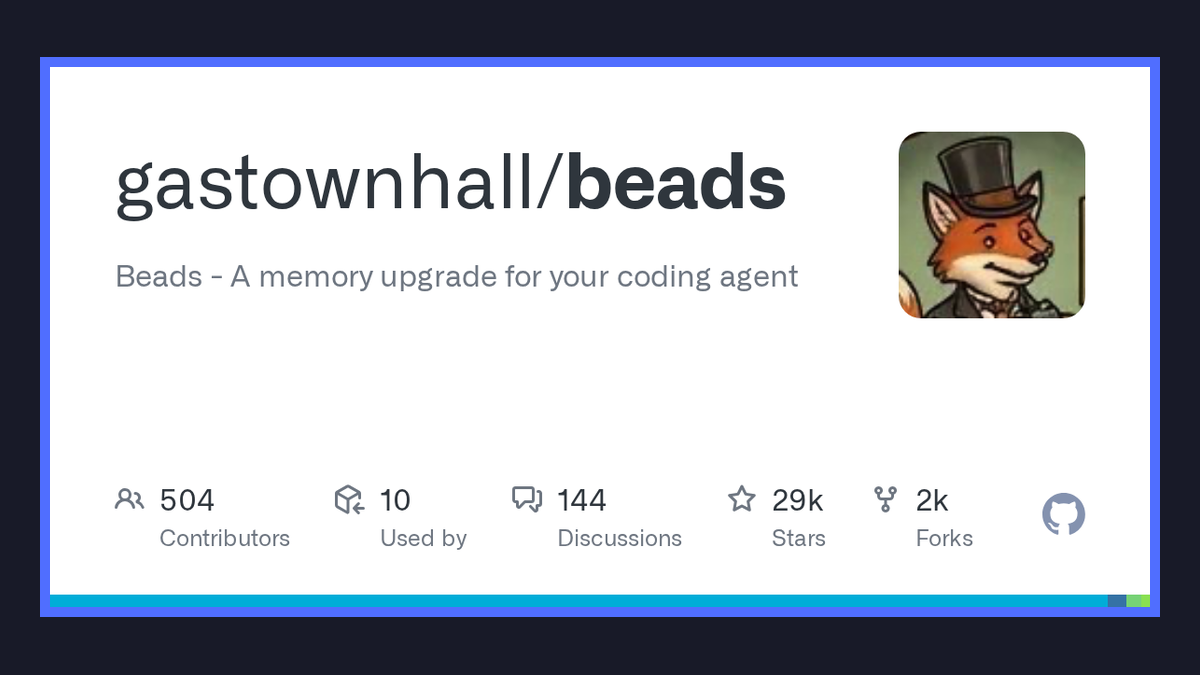 gastownhall/beads
Beads - A memory upgrade for your coding agent
504 10 144 29k 2k
Contributors Used by Discussions Stars Forks